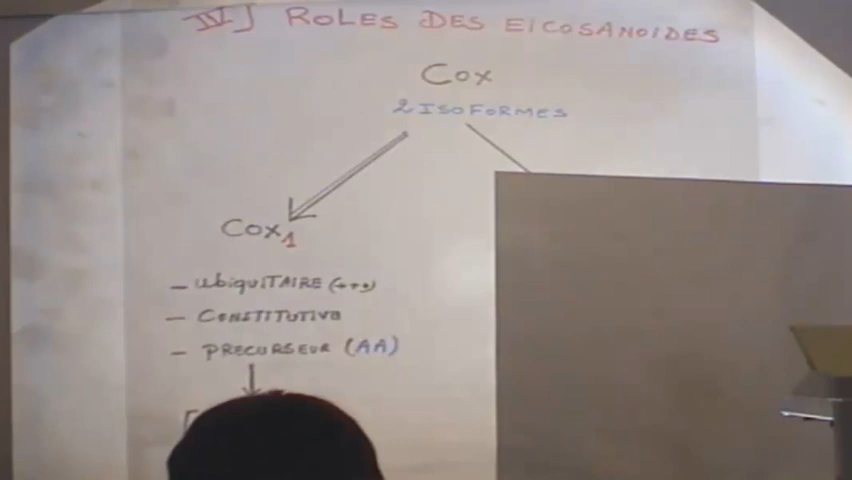 IV] ROLES DES EICOSANOIDES
COX
2 ISOFORMES
COX1
- UBIQUITAIRE (+++)
- CONSTITUTIVE
- PRECURSEUR (AA)